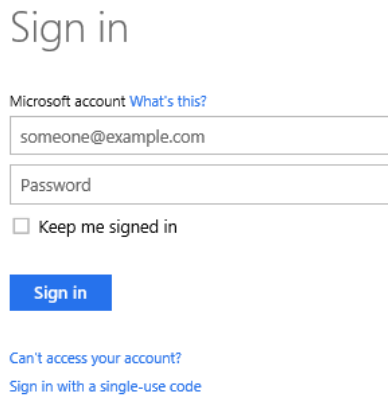 Sign in
Microsoft account What's this?
someone@example.com
Password
Keep me signed in
Sign in
Can't access your account?
Sign in with a single-use code